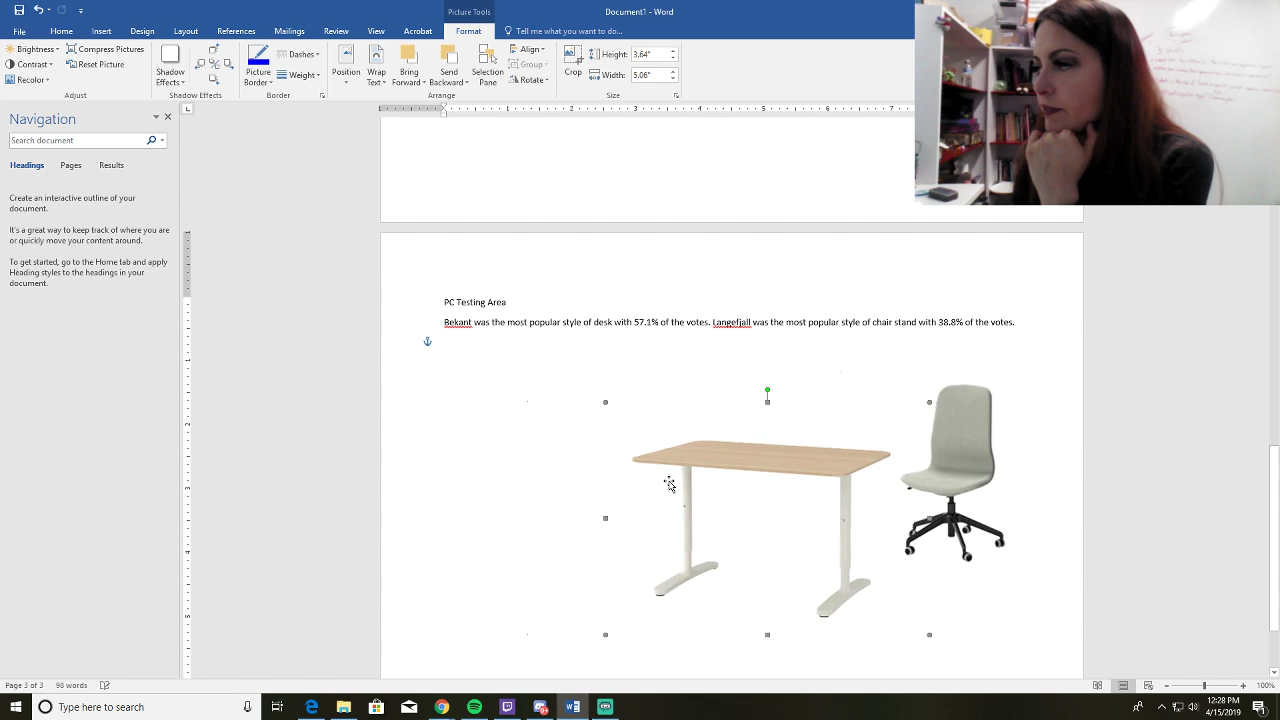 Picture Tools
Document1 - Word
File
Home
Insert
Design
Layout
References
Mailings
Review
View
Acrobat
Format
Tell me what you want to do...
Brightness
Contrast
Recolor
Compress Pictures
Reset Picture
Adjust
Shadow
Effects
Shadow Effects
Picture
Border
Dashes
Weight
Border
Position
Wrap
Text
Bring
Forward
Send
Backward
Selection
Pane
Align
Group
Rotate
Arrange
Crop
Height: 3.64"
Width: 5.06"
Size
Navigation
Search document
Headings
Pages
Results
Create an interactive outline of your
document.
It's a great way to keep track of where you are
or quickly move your content around.
To get started, go to the Home tab and apply
Heading styles to the headings in your
document.
PC Testing Area
Bekant was the most popular style of desk with 57.1% of the votes. Langefjall was the most popular style of chair stand with 38.8% of the votes.
Page 3 of 3
98 words
100%
Type here to search
12:28 PM
4/15/2019